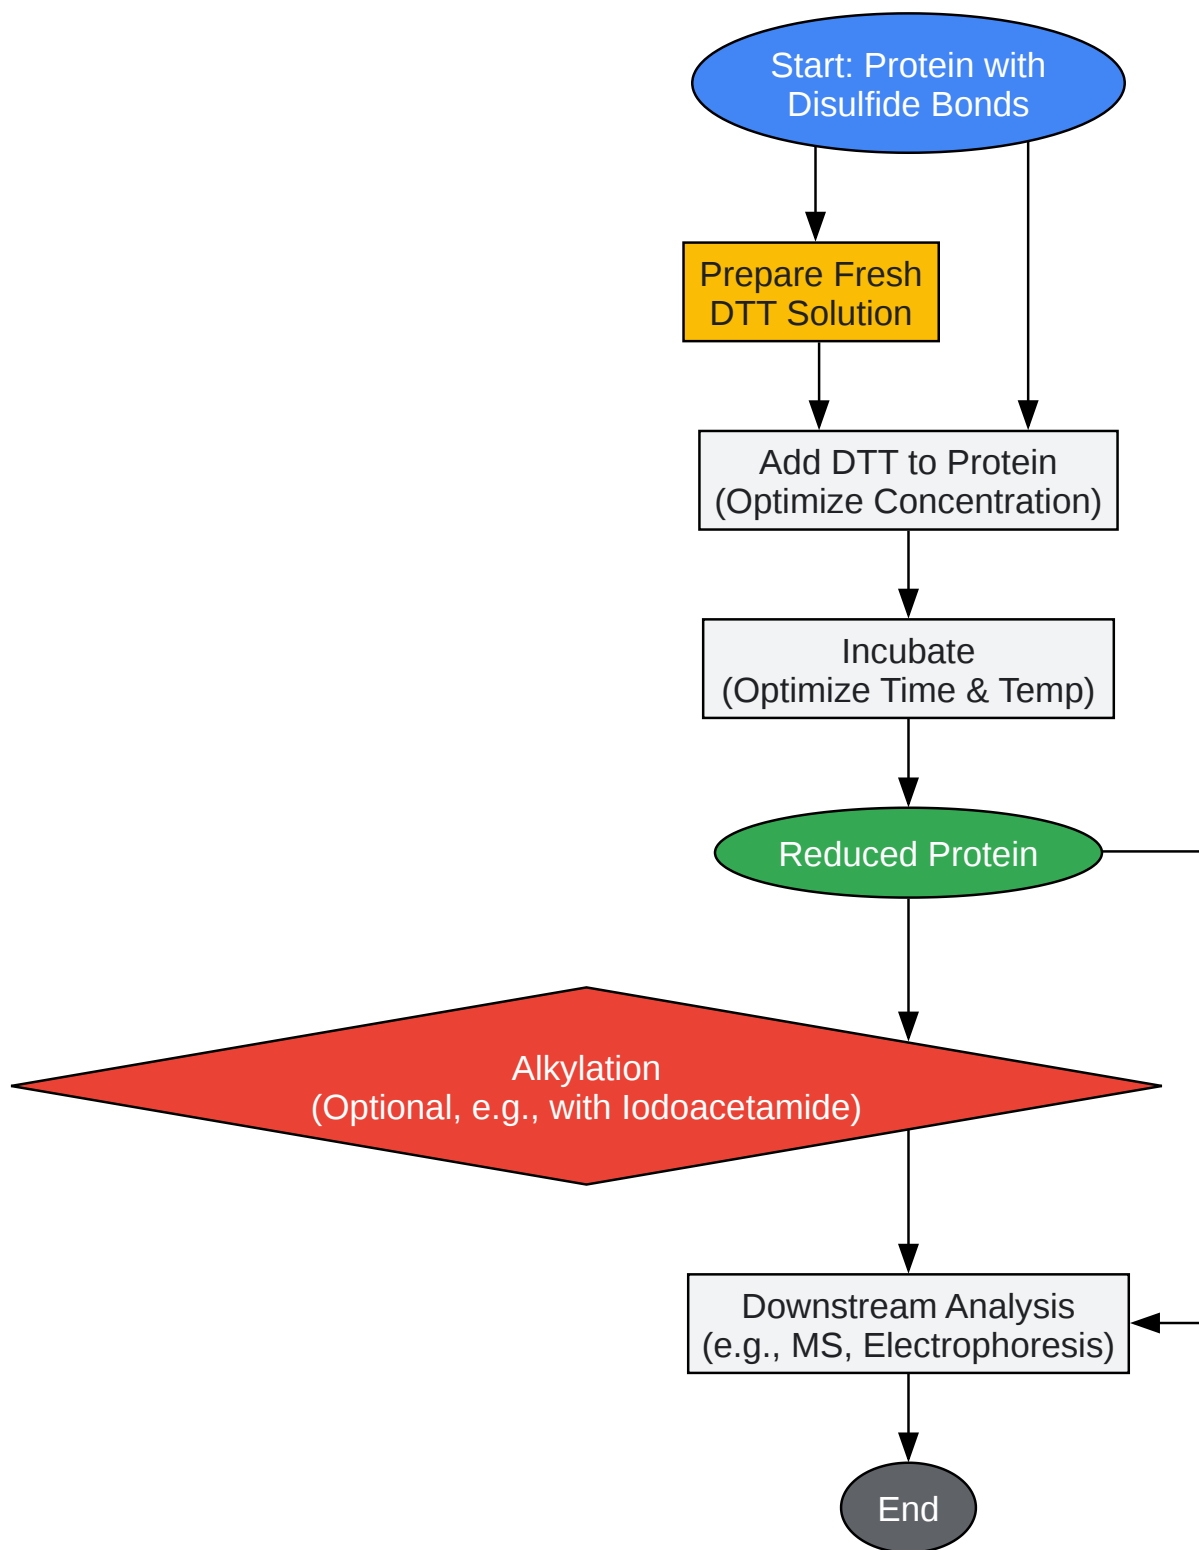 Start: Protein with
Disulfide Bonds
Prepare Fresh
DTT Solution
Add DTT to Protein
(Optimize Concentration)
Incubate
(Optimize Time & Temp)
Reduced Protein
Alkylation
(Optional, e.g., with Iodoacetamide)
Downstream Analysis
(e.g., MS, Electrophoresis)
End